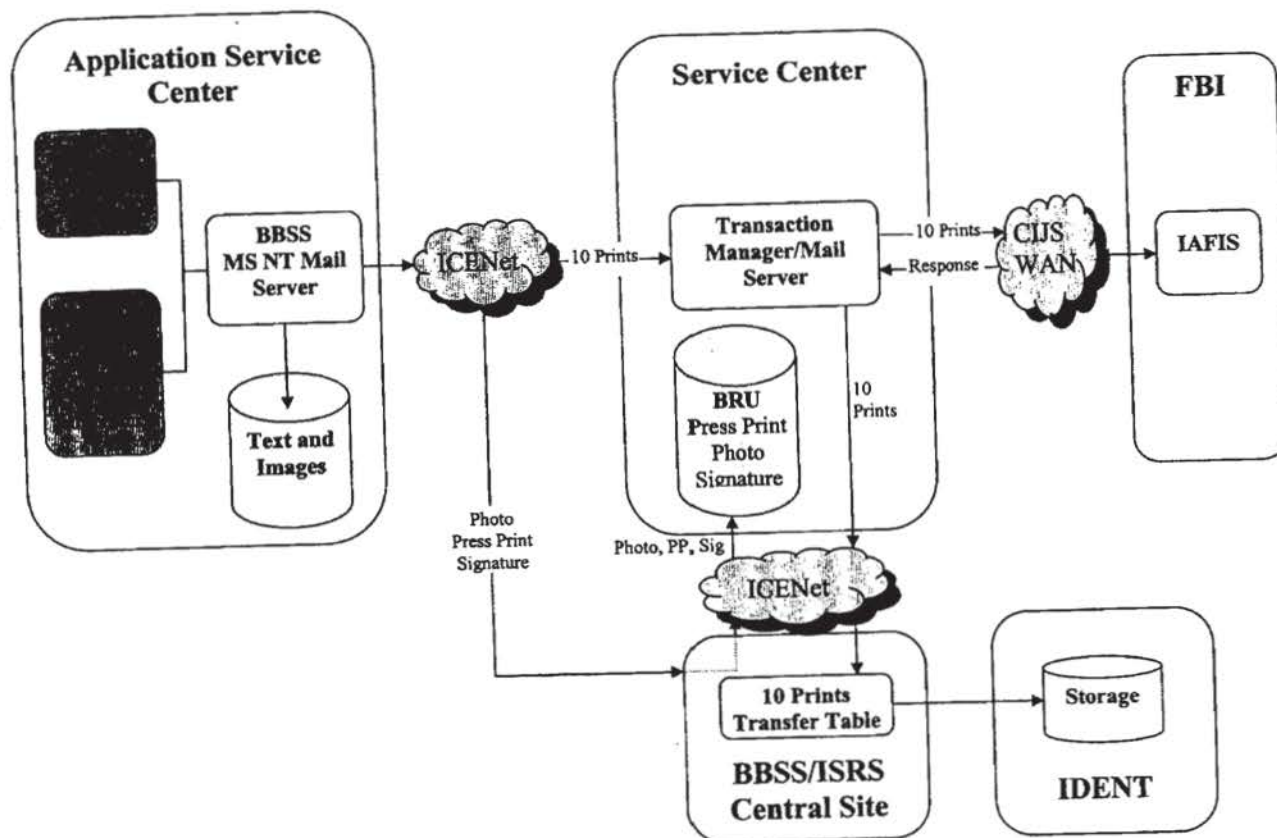 Application Service
Center
BBSS
MS NT Mail
Server
Text and
Images
ICENet
10 Prints
Photo
Press Print
Signature
Service Center
Transaction
Manager/Mail
Server
BRU
Press Print
Photo
Signature
10
Prints
10 Prints
Response
CIJS
WAN
FBI
IAFIS
Photo, PP, Sig
ICENet
10 Prints
Transfer Table
BBSS/ISRS
Central Site
Storage
IDENT